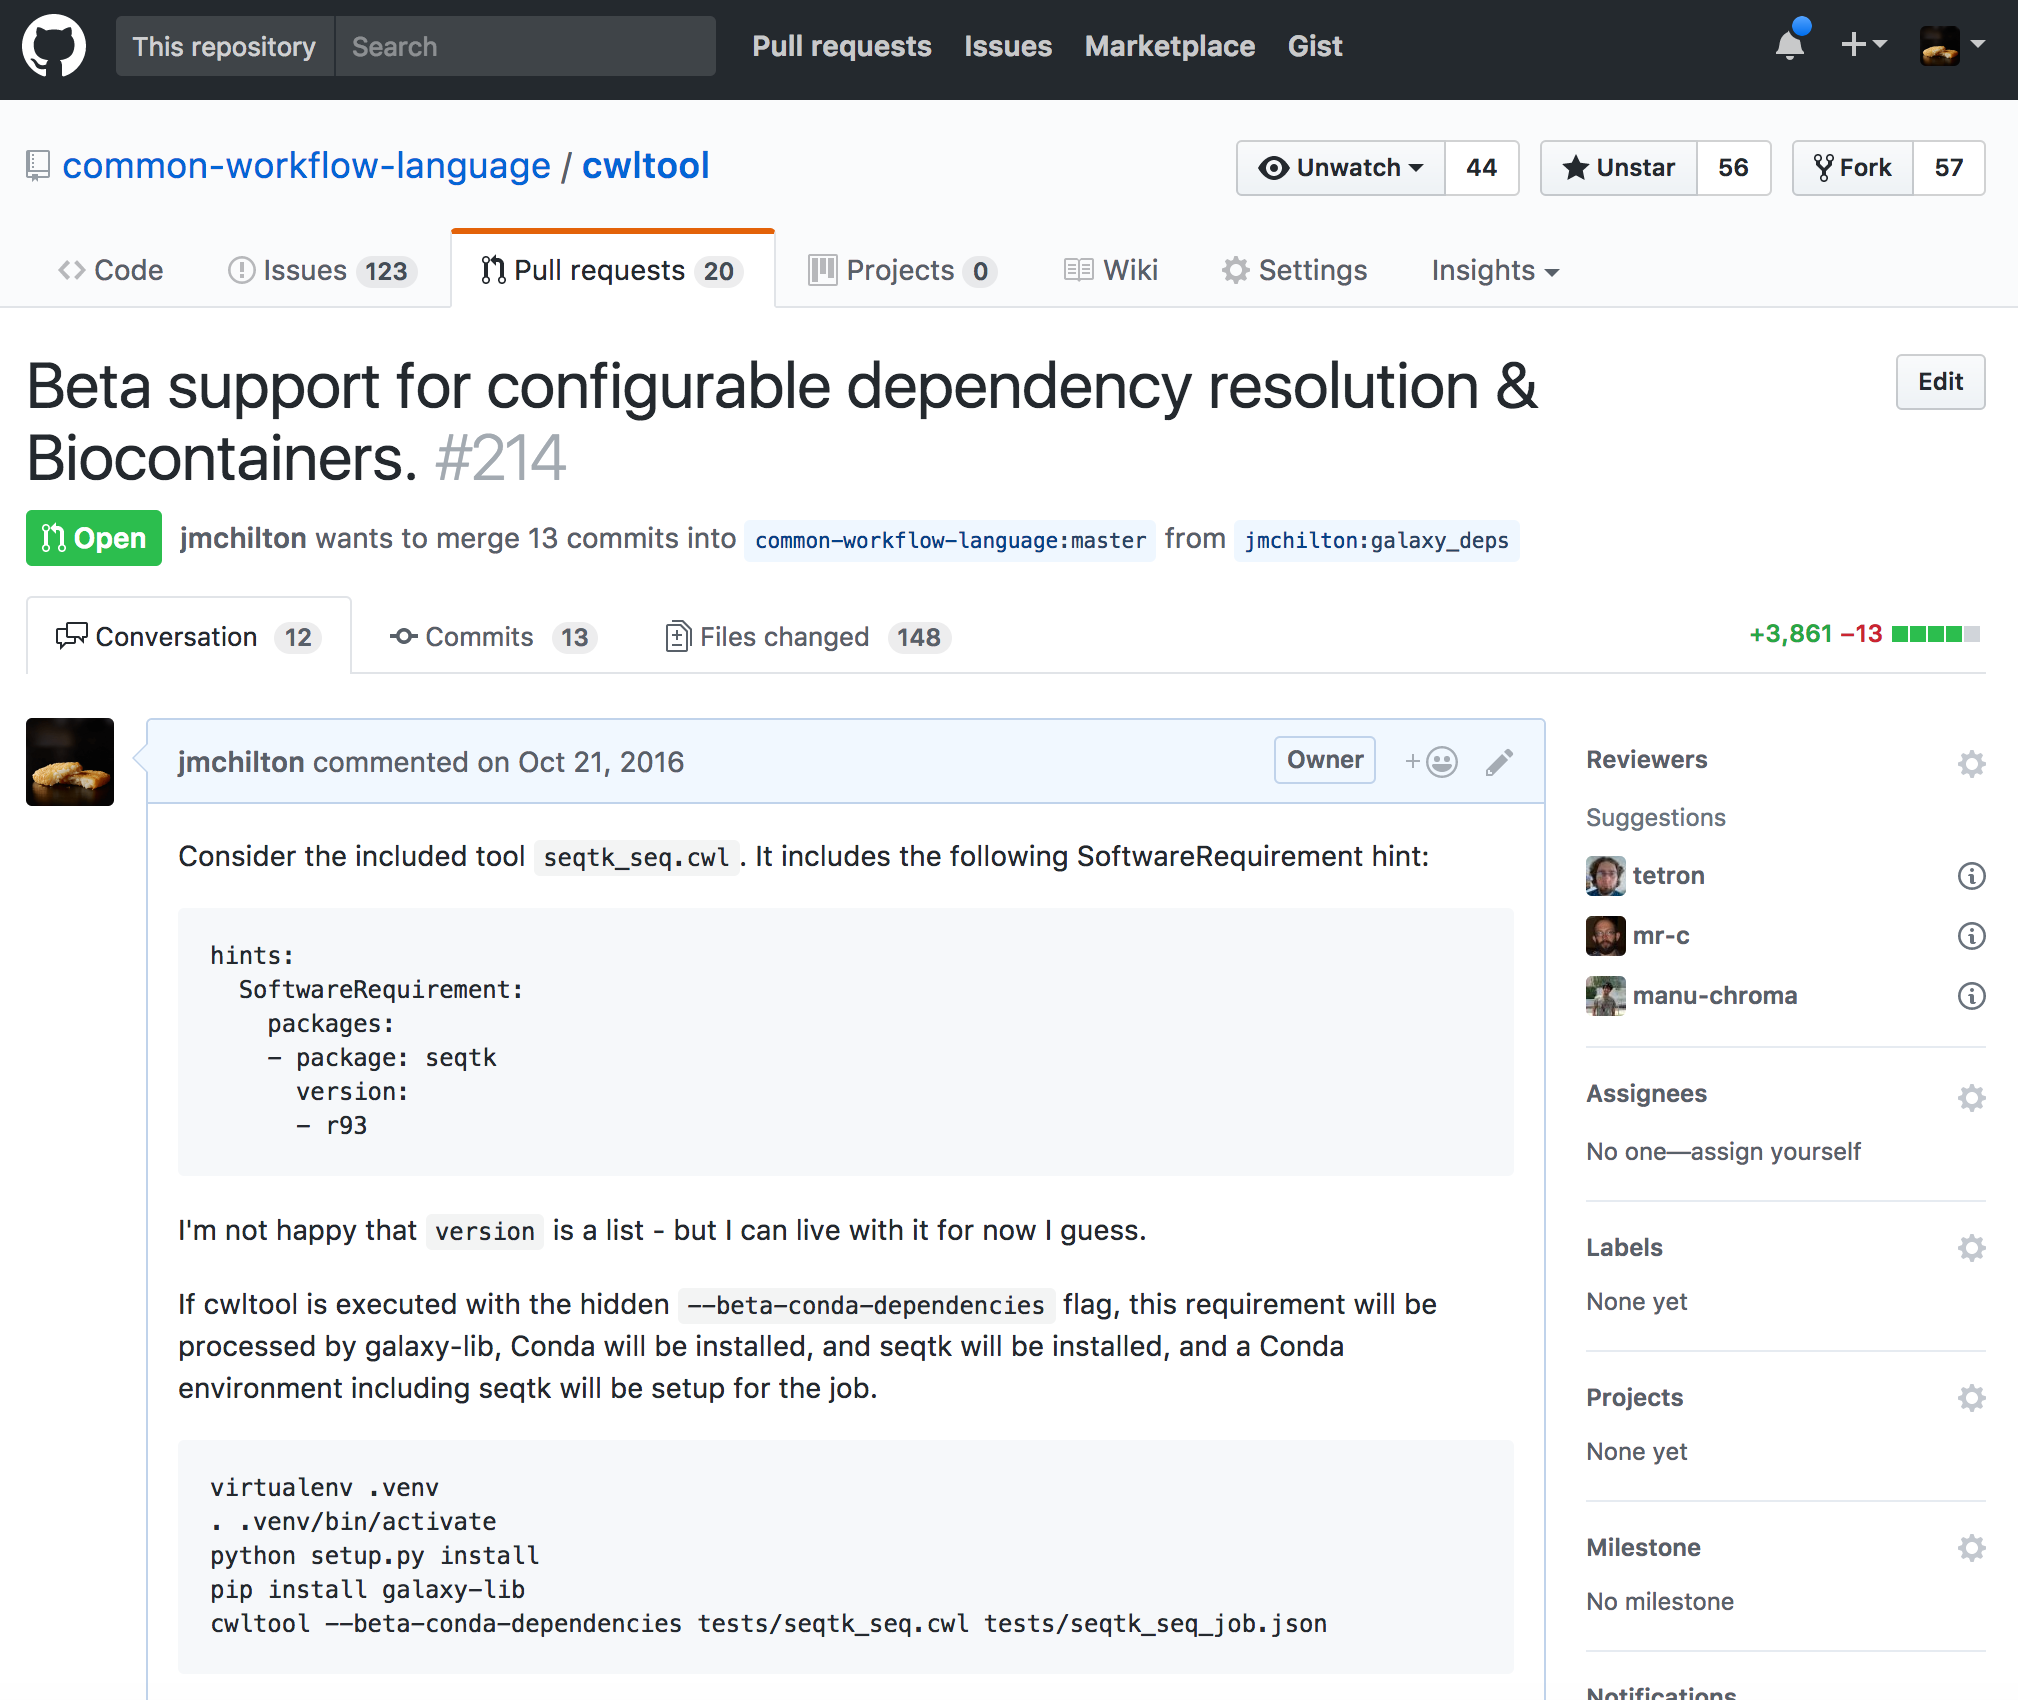 This repository Search Pull requests Issues Marketplace Gist
common-workflow-language / cwltool Unwatch 44 Unstar 56 Fork 57
Code Issues 123 Pull requests 20 Projects 0 Wiki Settings Insights
Beta support for configurable dependency resolution &
Biocontainers. #214
Edit
Open jmchilton wants to merge 13 commits into common-workflow-language:master from jmchilton:galaxy_deps
Conversation 12 Commits 13 Files changed 148 +3,861 −13
jmchilton commented on Oct 21, 2016 Owner +
Consider the included tool seqtk_seq.cwl . It includes the following SoftwareRequirement hint:
hints:
  SoftwareRequirement:
    packages:
    - package: seqtk
      version:
      - r93
I'm not happy that version is a list - but I can live with it for now I guess.
If cwltool is executed with the hidden --beta-conda-dependencies flag, this requirement will be
processed by galaxy-lib, Conda will be installed, and seqtk will be installed, and a Conda
environment including seqtk will be setup for the job.
virtualenv .venv
. .venv/bin/activate
python setup.py install
pip install galaxy-lib
cwltool --beta-conda-dependencies tests/seqtk_seq.cwl tests/seqtk_seq_job.json
Reviewers
Suggestions
tetron
mr-c
manu-chroma
Assignees
No one—assign yourself
Labels
None yet
Projects
None yet
Milestone
No milestone
Notifications